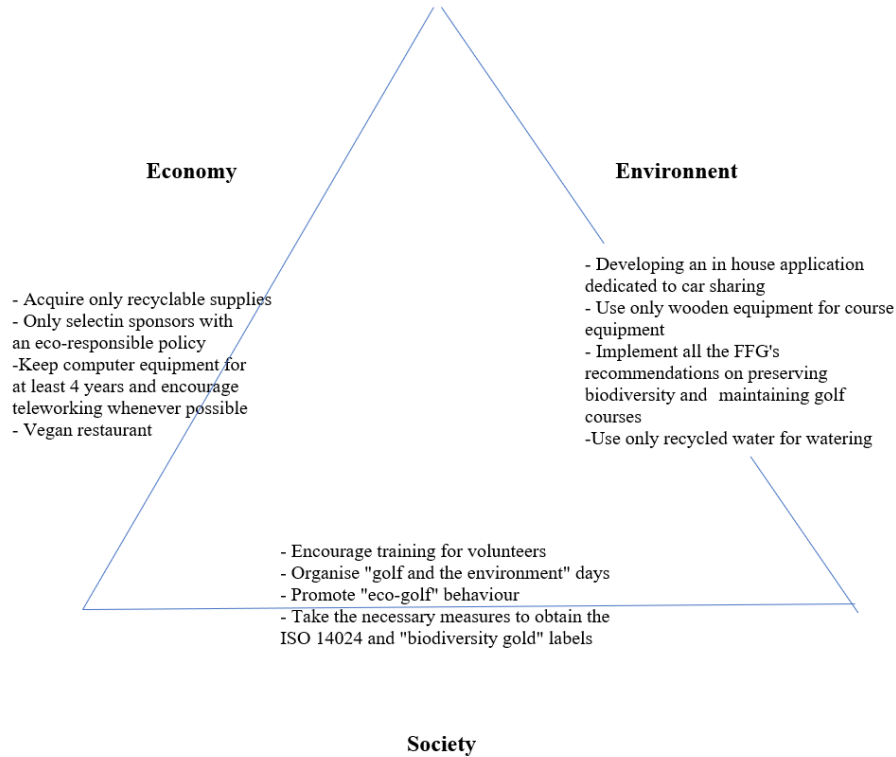 Economy
Environnent
- Acquire only recyclable supplies
- Only selectin sponsors with
an eco-responsible policy
-Keep computer equipment for
at least 4 years and encourage
teleworking whenever possible
- Vegan restaurant
- Developing an in house application
dedicated to car sharing
- Use only wooden equipment for course
equipment
- Implement all the FFG's
recommendations on preserving
biodiversity and maintaining golf
courses
-Use only recycled water for watering
- Encourage training for volunteers
- Organise "golf and the environment" days
- Promote "eco-golf" behaviour
- Take the necessary measures to obtain the
ISO 14024 and "biodiversity gold" labels
Society